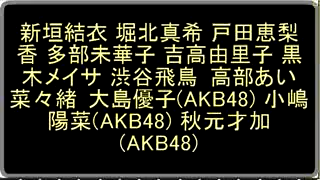 新垣結衣 堀北真希 戸田恵梨
香 多部未華子 吉高由里子 黒
木メイサ 渋谷飛鳥 高部あい
菜々緒 大島優子(AKB48) 小嶋
陽菜(AKB48) 秋元才加
(AKB48)